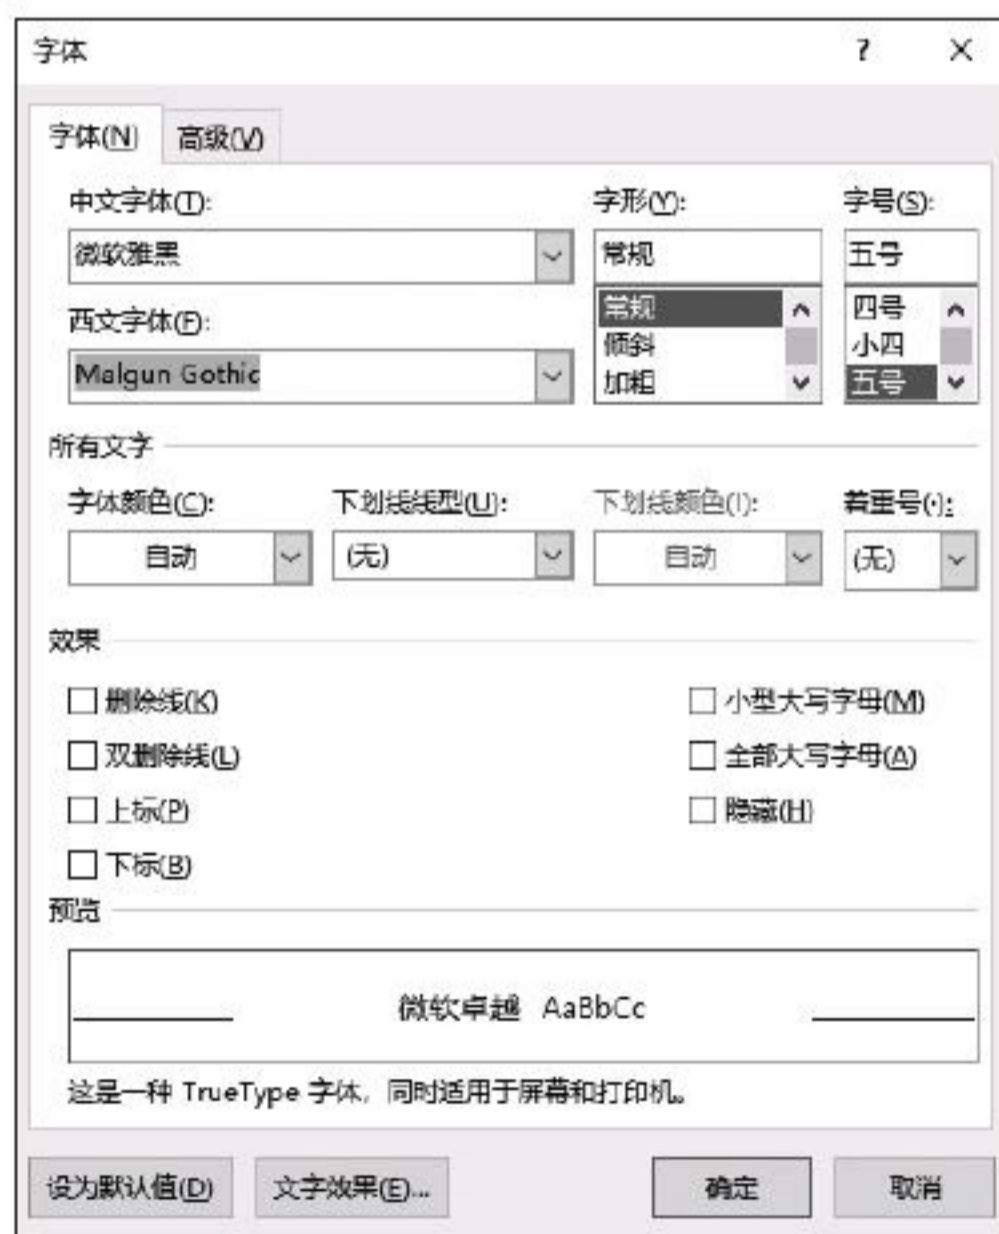 字体 ? ×
字体(N) 高级(V)
中文字体(T): 字形(Y): 字号(S):
微软雅黑 常规 五号
常规 四号
西文字体(F): 倾斜 小四
Malgun Gothic 加粗 五号
所有文字
字体颜色(C): 下划线线型(U): 下划线颜色(I): 着重号(·):
自动 (无) 自动 (无)
效果
删除线(K) 小型大写字母(M)
双删除线(L) 全部大写字母(A)
上标(P) 隐藏(H)
下标(B)
预览
微软卓越 AaBbCc
这是一种 TrueType 字体，同时适用于屏幕和打印机。
设为默认值(D) 文字效果(E)... 确定 取消